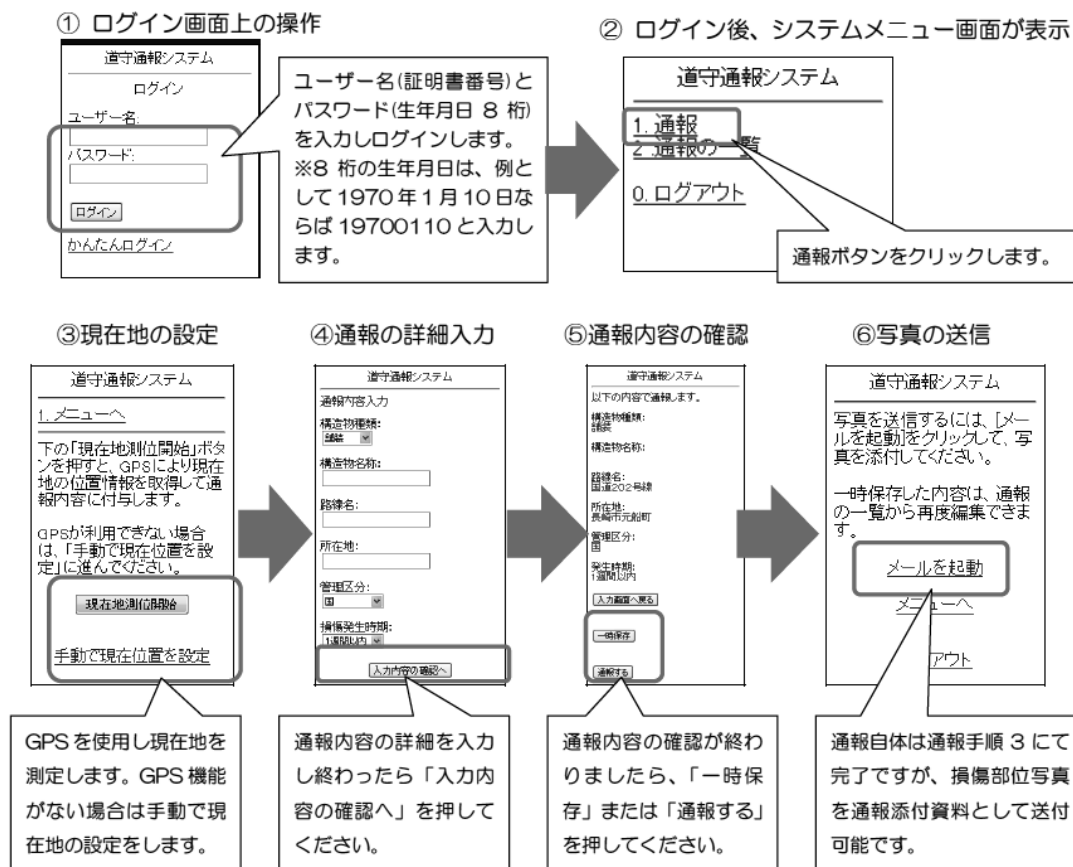 ① ログイン画面上の操作
道守通報システム
ログイン
ユーザー名:
パスワード:
ログイン
かんたんログイン
ユーザー名(証明書番号)と
パスワード(生年月日 8 桁)
を入力しログインします。
※8 桁の生年月日は、例と
して1970年1月10日な
らば 19700110 と入力し
ます。
② ログイン後、システムメニュー画面が表示
道守通報システム
1. 通報
2 通報の一覧
0. ログアウト
通報ボタンをクリックします。
③現在地の設定
道守通報システム
1. メニューへ
下の「現在地測位開始」ボタ
ンを押すと、GPSにより現在
地の位置情報を取得して通
報内容に付与します。
GPSが利用できない場合
は、「手動で現在位置を設
定」に進んでください。
現在地測位開始
手動で現在位置を設定
GPS を使用し現在地を
測定します。GPS 機能
がない場合は手動で現
在地の設定をします。
④通報の詳細入力
道守通報システム
通報内容入力
構造物種類:
舗装
構造物名称:
路線名:
所在地:
管理区分:
国
損傷発生時期:
1週間以内
入力内容の確認へ
通報内容の詳細を入力
し終わったら「入力内
容の確認へ」を押して
ください。
⑤通報内容の確認
道守通報システム
以下の内容で通報します。
構造物種類:
舗装
構造物名称:
路線名:
国道202号線
所在地:
長崎市元船町
管理区分:
国
発生時期:
1週間以内
入力画面へ戻る
一時保存
通報する
通報内容の確認が終わ
りましたら、「一時保
存」または「通報する」
を押してください。
⑥写真の送信
道守通報システム
写真を送信するには、[メー
ルを起動]をクリックして、写
真を添付してください。
一時保存した内容は、通報
の一覧から再度編集できま
す。
メールを起動
メニューへ
アウト
通報自体は通報手順 3 にて
完了ですが、損傷部位写真
を通報添付資料として送付
可能です。